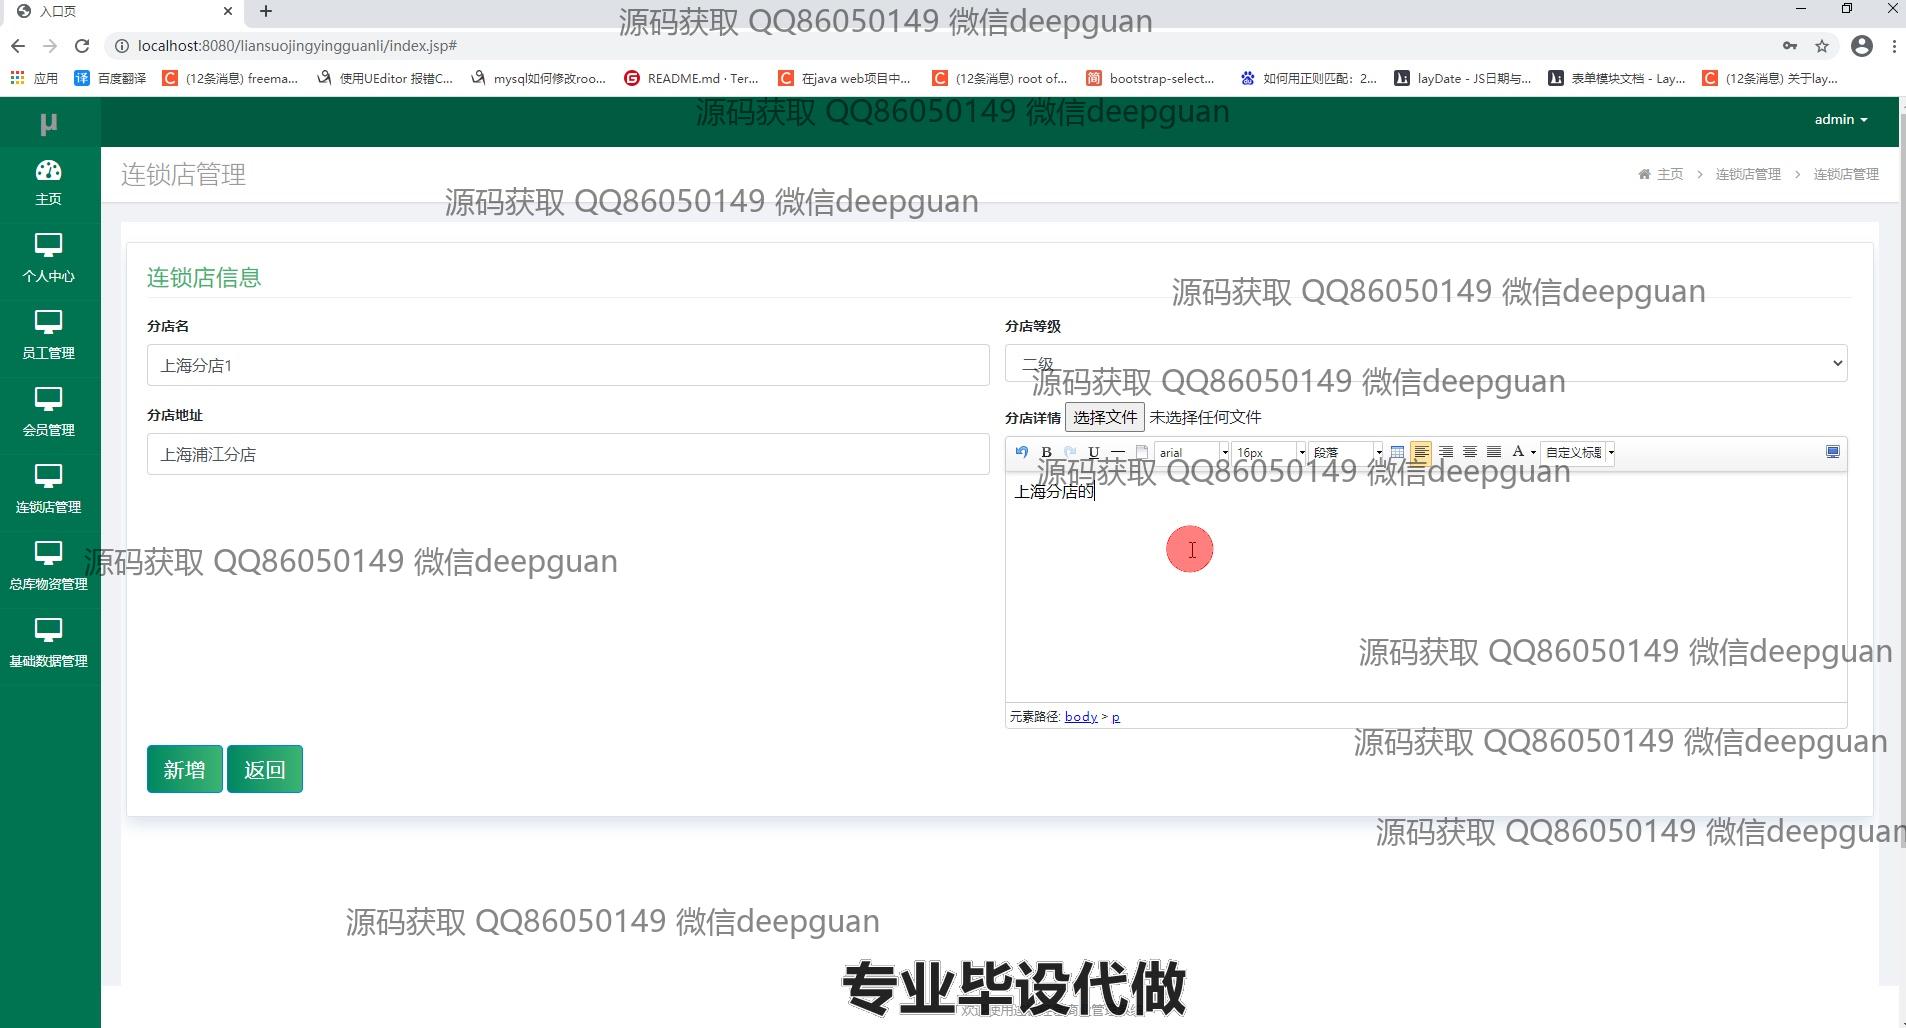 入口页
源码获取 QQ86050149 微信deepguan
localhost:8080/liansuojingyingguanli/index.jsp#
应用 百度翻译 (12条消息) freema... 使用UEditor 报错C... mysql如何修改roo... README.md · Ter... 在java web项目中... (12条消息) root of... bootstrap-select... 如何用正则匹配：2... layDate - JS日期与... 表单模块文档 - Lay... (12条消息) 关于lay...
源码获取 QQ86050149 微信deepguan
μ
admin
主页
连锁店管理
主页 > 连锁店管理 > 连锁店管理
源码获取 QQ86050149 微信deepguan
个人中心
连锁店信息
源码获取 QQ86050149 微信deepguan
分店名
分店等级
员工管理
上海分店1
二级
源码获取 QQ86050149 微信deepguan
分店地址
分店详情 选择文件 未选择任何文件
会员管理
上海浦江分店
B U arial 16px 段落 A 自定义标题
源码获取 QQ86050149 微信deepguan
上海分店的
连锁店管理
源码获取 QQ86050149 微信deepguan
总库物资管理
源码获取 QQ86050149 微信deepguan
基础数据管理
元素路径: body > p
源码获取 QQ86050149 微信deepguan
新增 返回
源码获取 QQ86050149 微信deepguan
源码获取 QQ86050149 微信deepguan
专业毕设代做